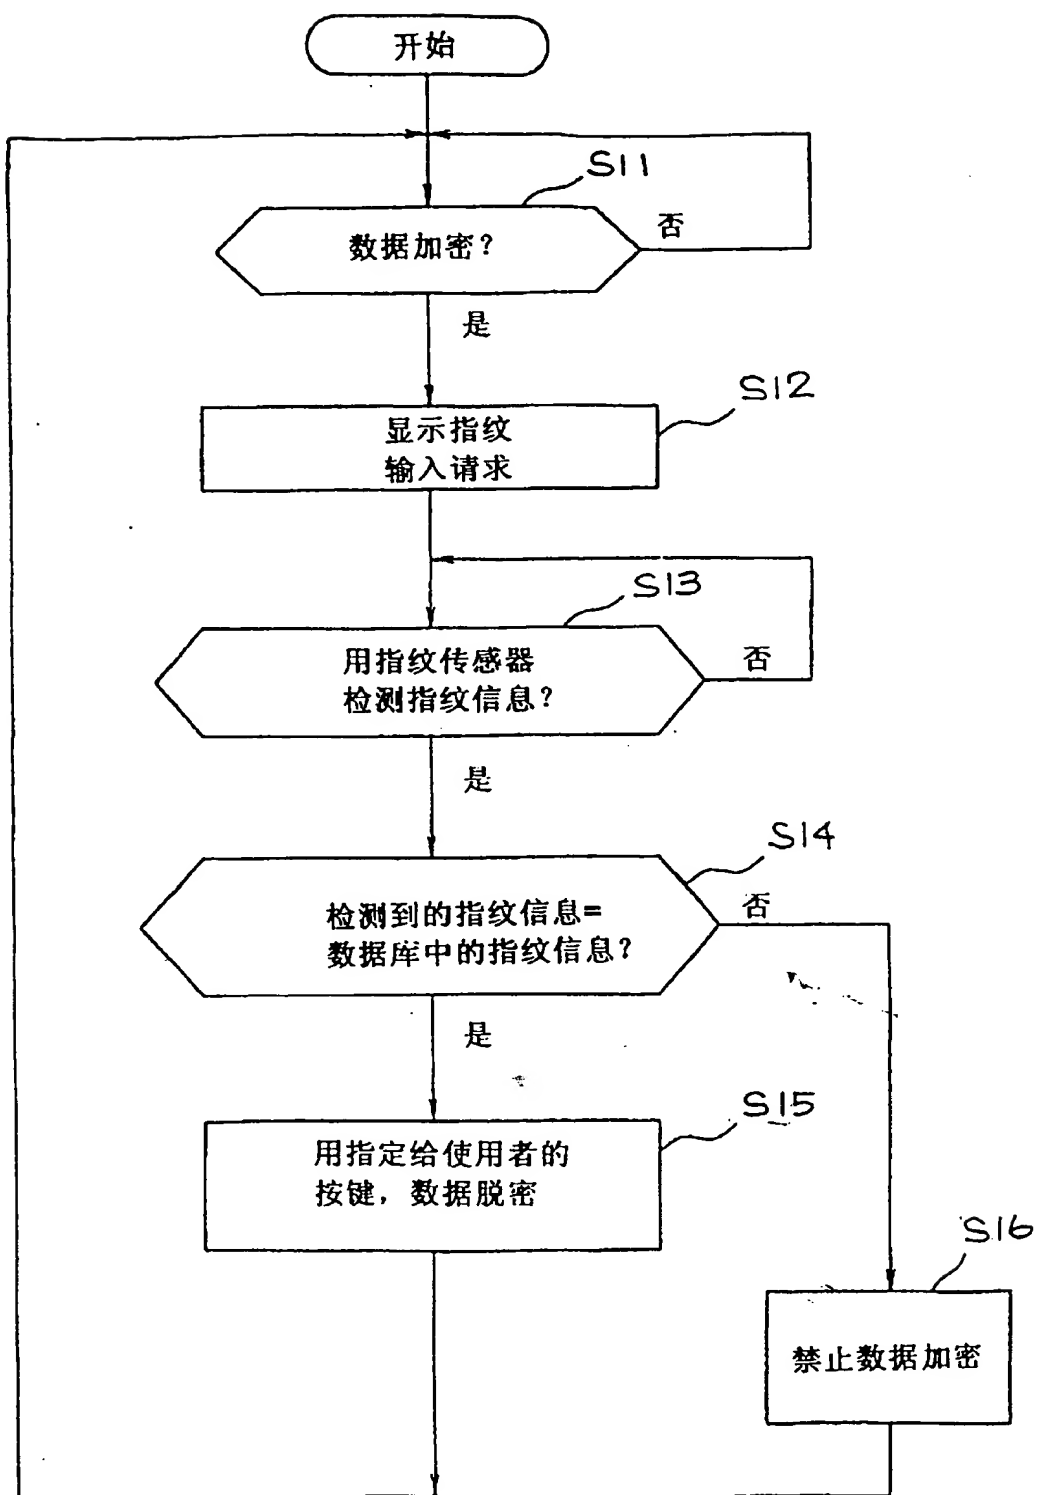 开始
S11
数据加密？
否
是
S12
显示指纹
输入请求
S13
用指纹传感器
检测指纹信息？
否
是
S14
检测到的指纹信息=
数据库中的指纹信息？
否
是
S15
用指定给使用者的
按键，数据脱密
S16
禁止数据加密